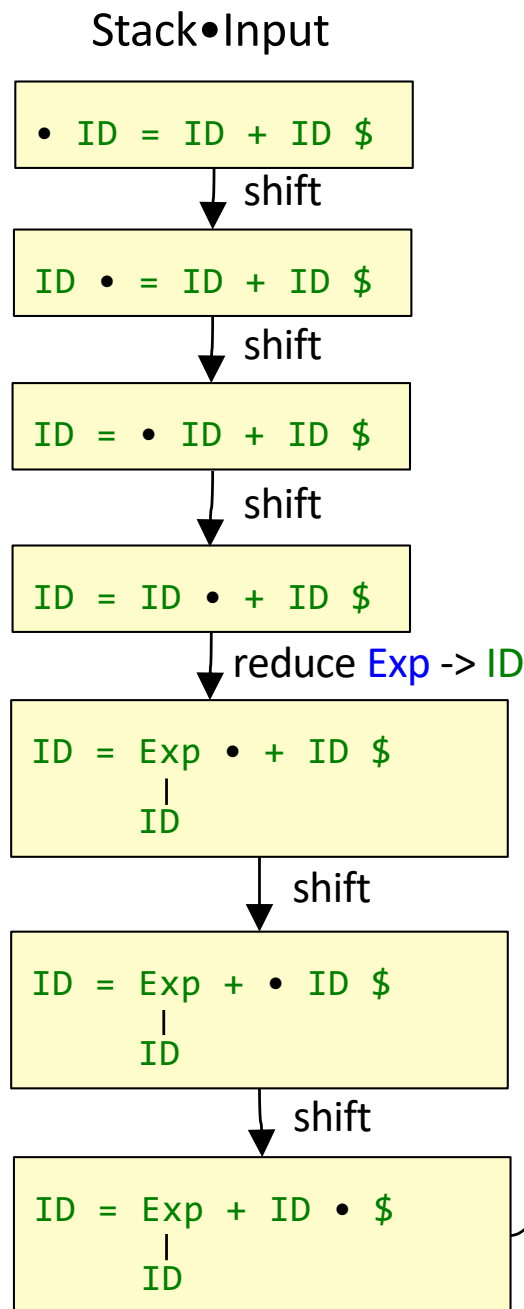 Stack•Input
• ID = ID + ID $
shift
ID • = ID + ID $
shift
ID = • ID + ID $
shift
ID = ID • + ID $
reduce Exp -> ID
ID = Exp • + ID $
ID
shift
ID = Exp + • ID $
ID
shift
ID = Exp + ID • $
ID